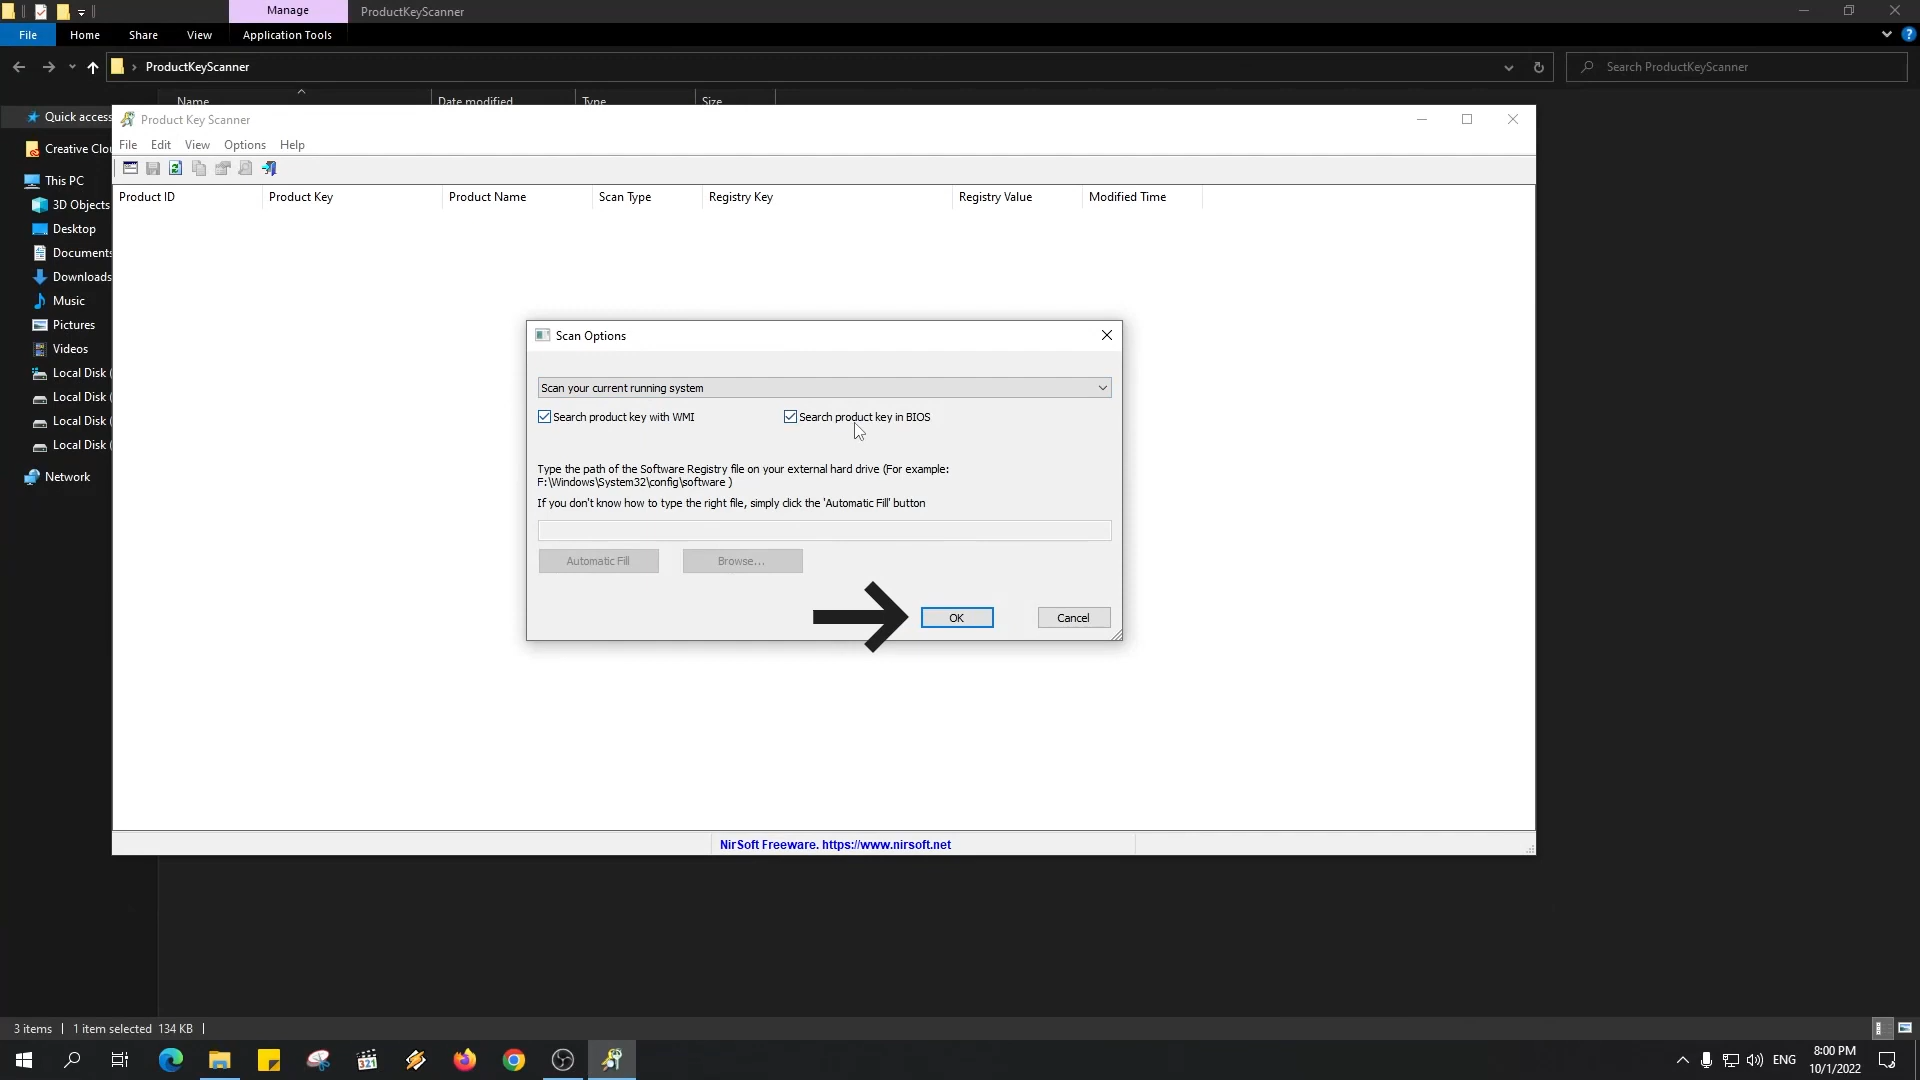 Manage
ProductKeyScanner
File
Home
Share
View
Application Tools
ProductKeyScanner
Search ProductKeyScanner
Name
Date modified
Type
Size
Quick access
Creative Clou
This PC
3D Objects
Desktop
Documents
Downloads
Music
Pictures
Videos
Local Disk (
Local Disk (
Local Disk (
Local Disk (
Network
Product Key Scanner
File
Edit
View
Options
Help
Product ID
Product Key
Product Name
Scan Type
Registry Key
Registry Value
Modified Time
Scan Options
Scan your current running system
Search product key with WMI
Search product key in BIOS
Type the path of the Software Registry file on your external hard drive (For example:
F:\Windows\System32\config\software )
If you don't know how to type the right file, simply click the 'Automatic Fill' button
Automatic Fill
Browse...
OK
Cancel
NirSoft Freeware. https://www.nirsoft.net
3 items
1 item selected 134 KB
321
ENG
8:00 PM
10/1/2022